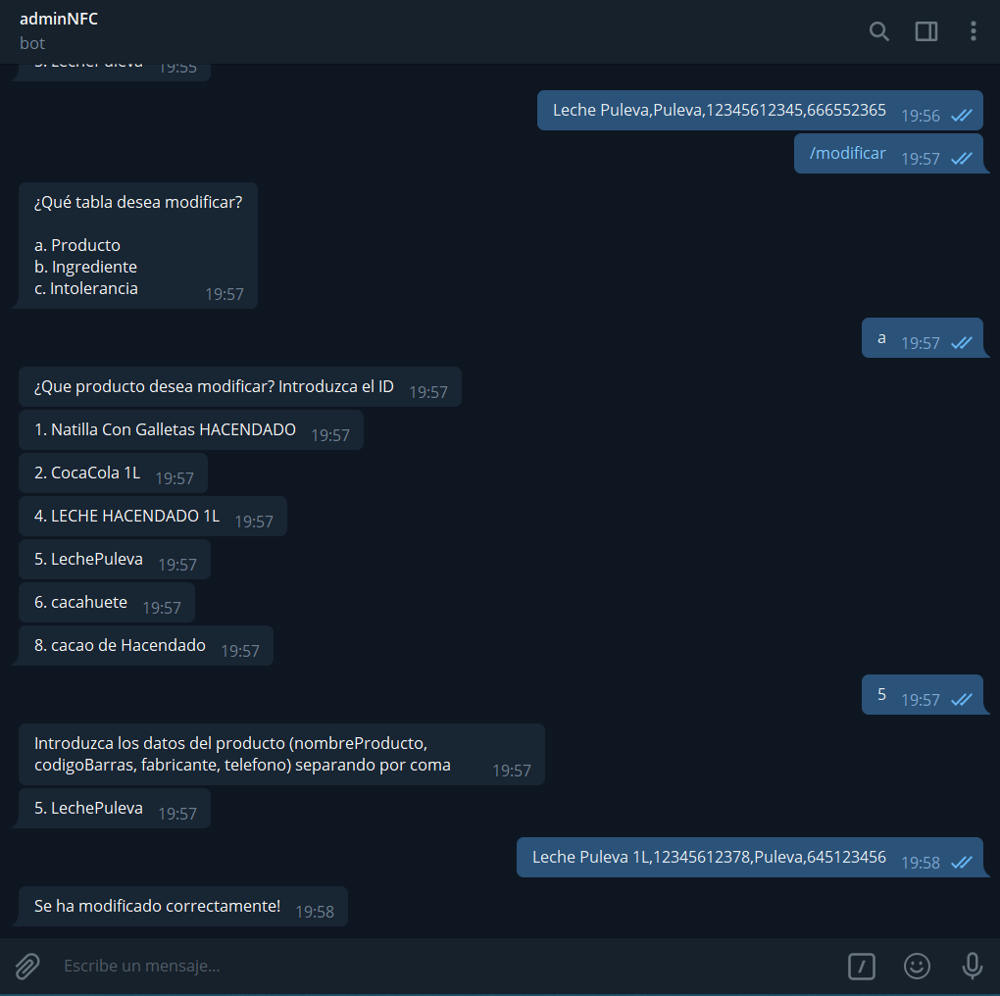 adminNFC
bot
5. LechePuleva 19:55
Leche Puleva,Puleva,12345612345,666552365 19:56
/modificar 19:57
¿Qué tabla desea modificar?
a. Producto
b. Ingrediente
c. Intolerancia 19:57
a 19:57
¿Que producto desea modificar? Introduzca el ID 19:57
1. Natilla Con Galletas HACENDADO 19:57
2. CocaCola 1L 19:57
4. LECHE HACENDADO 1L 19:57
5. LechePuleva 19:57
6. cacahuete 19:57
8. cacao de Hacendado 19:57
5 19:57
Introduzca los datos del producto (nombreProducto,
codigoBarras, fabricante, telefono) separando por coma 19:57
5. LechePuleva 19:57
Leche Puleva 1L,12345612378,Puleva,645123456 19:58
Se ha modificado correctamente! 19:58
Escribe un mensaje...